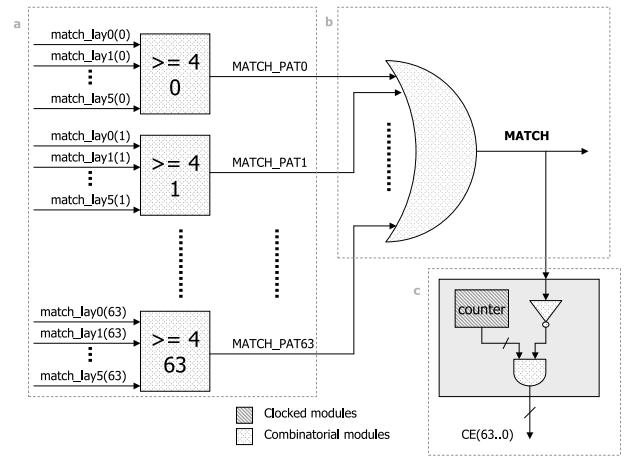 a
match_lay0(0)
match_lay1(0)
match_lay5(0)
>= 4
0
MATCH_PAT0
match_lay0(1)
match_lay1(1)
match_lay5(1)
>= 4
1
MATCH_PAT1
match_lay0(63)
match_lay1(63)
match_lay5(63)
>= 4
63
MATCH_PAT63
b
MATCH
c
counter
CE(63..0)
Clocked modules
Combinatorial modules